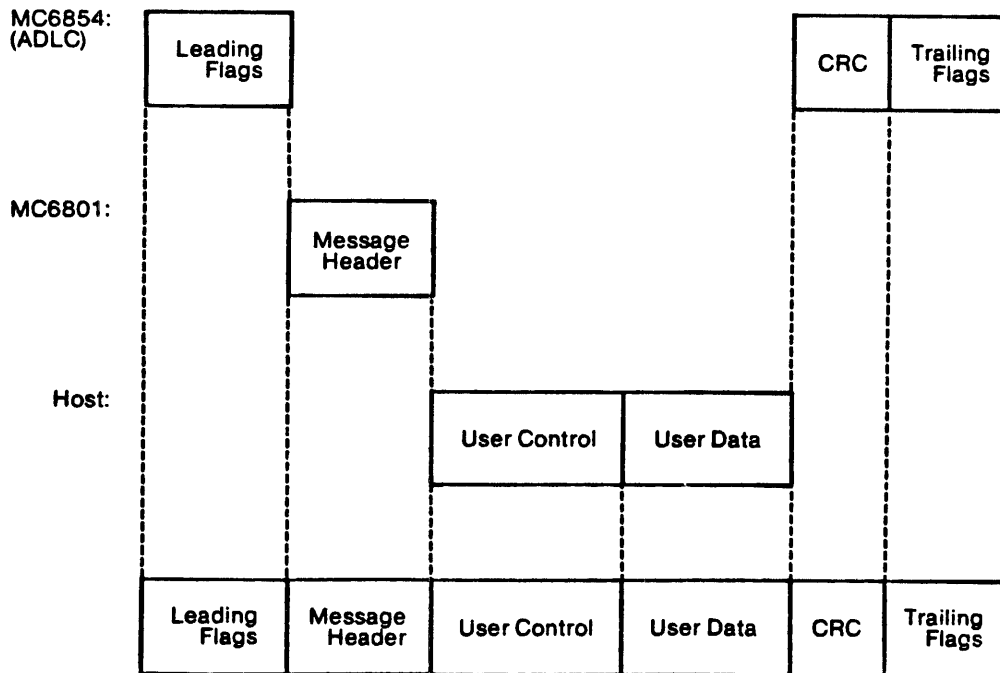 MC6854:
(ADLC)
Leading
Flags
CRC
Trailing
Flags
MC6801:
Message
Header
Host:
User Control
User Data
Leading
Flags
Message
Header
User Control
User Data
CRC
Trailing
Flags